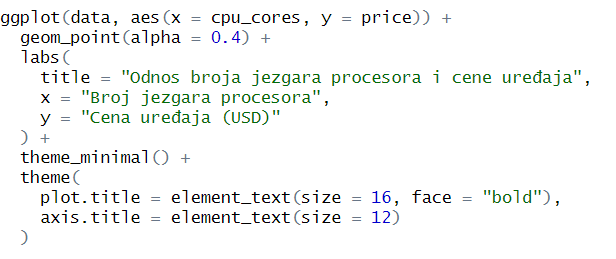 ggplot(data, aes(x = cpu_cores, y = price)) +
  geom_point(alpha = 0.4) +
  labs(
    title = "Odnos broja jezgara procesora i cene uređaja",
    x = "Broj jezgara procesora",
    y = "Cena uređaja (USD)"
  ) +
  theme_minimal() +
  theme(
    plot.title = element_text(size = 16, face = "bold"),
    axis.title = element_text(size = 12)
  )